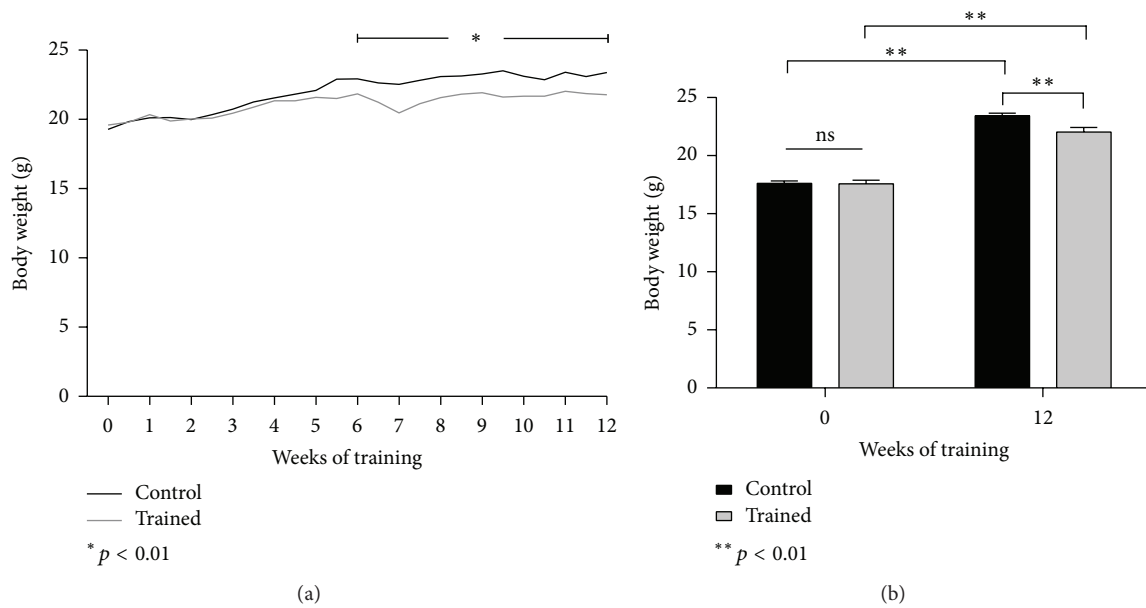 *
25
20
15
10
5
0
Body weight (g)
0 1 2 3 4 5 6 7 8 9 10 11 12
Weeks of training
Control
Trained
* p < 0.01
(a)
**
**
**
ns
25
20
15
10
5
0
Body weight (g)
0 12
Weeks of training
Control
Trained
** p < 0.01
(b)